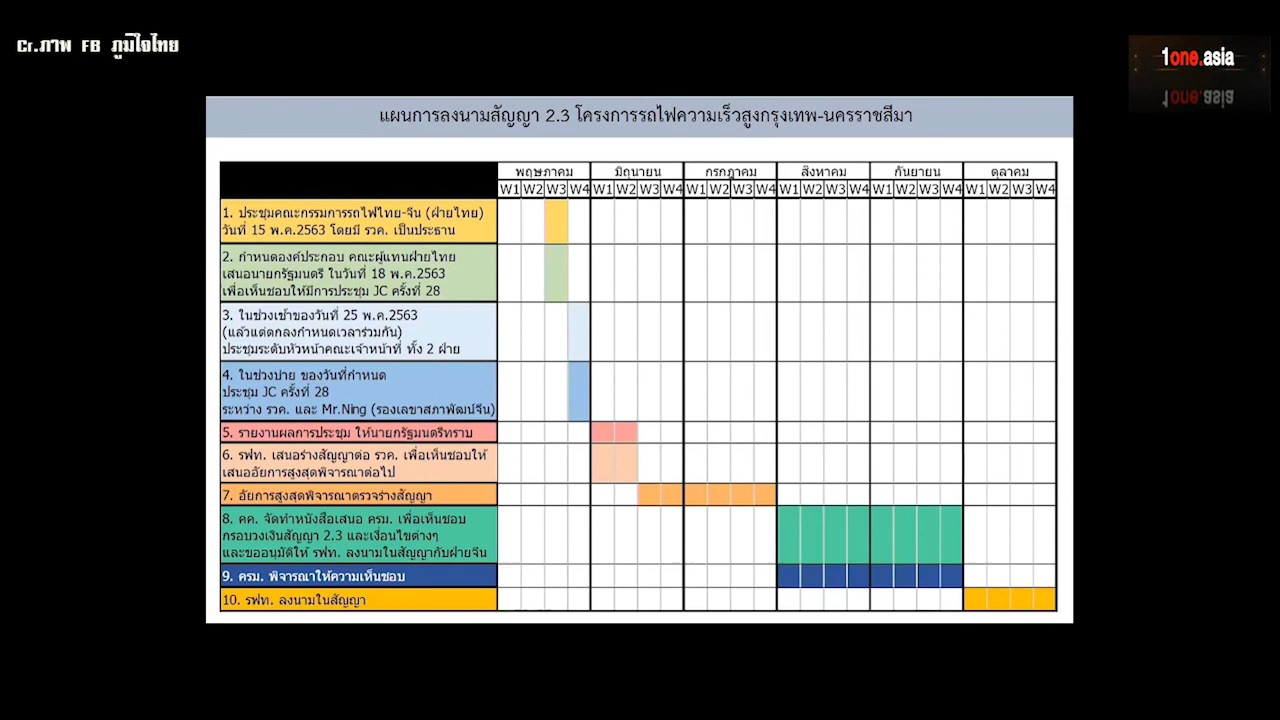 Cr.ภาพ FB ภูมิใจไทย
1one.asia
แผนการลงนามสัญญา 2.3 โครงการรถไฟความเร็วสูงกรุงเทพ-นครราชสีมา
พฤษภาคม มิถุนายน กรกฎาคม สิงหาคม กันยายน ตุลาคม
W1 W2 W3 W4 W1 W2 W3 W4 W1 W2 W3 W4 W1 W2 W3 W4 W1 W2 W3 W4 W1 W2 W3 W4
1. ประชุมคณะกรรมการรถไฟไทย-จีน (ฝ่ายไทย)
วันที่ 15 พ.ค.2563 โดยมี รวค. เป็นประธาน
2. กำหนดองค์ประกอบ คณะผู้แทนฝ่ายไทย
เสนอนายกรัฐมนตรี ในวันที่ 18 พ.ค.2563
เพื่อเห็นชอบให้มีการประชุม JC ครั้งที่ 28
3. ในช่วงเช้าของวันที่ 25 พ.ค.2563
(แล้วแต่ตกลงกำหนดเวลาร่วมกัน)
ประชุมระดับหัวหน้าคณะเจ้าหน้าที่ ทั้ง 2 ฝ่าย
4. ในช่วงบ่าย ของวันที่กำหนด
ประชุม JC ครั้งที่ 28
ระหว่าง รวค. และ Mr.Ning (รองเลขาสภาพัฒน์จีน)
5. รายงานผลการประชุม ให้นายกรัฐมนตรีทราบ
6. รฟท. เสนอร่างสัญญาต่อ รวค. เพื่อเห็นชอบให้
เสนออัยการสูงสุดพิจารณาต่อไป
7. อัยการสูงสุดพิจารณาตรวจร่างสัญญา
8. คค. จัดทำหนังสือเสนอ ครม. เพื่อเห็นชอบ
กรอบวงเงินสัญญา 2.3 และเงื่อนไขต่างๆ
และขออนุมัติให้ รฟท. ลงนามในสัญญากับฝ่ายจีน
9. ครม. พิจารณาให้ความเห็นชอบ
10. รฟท. ลงนามในสัญญา